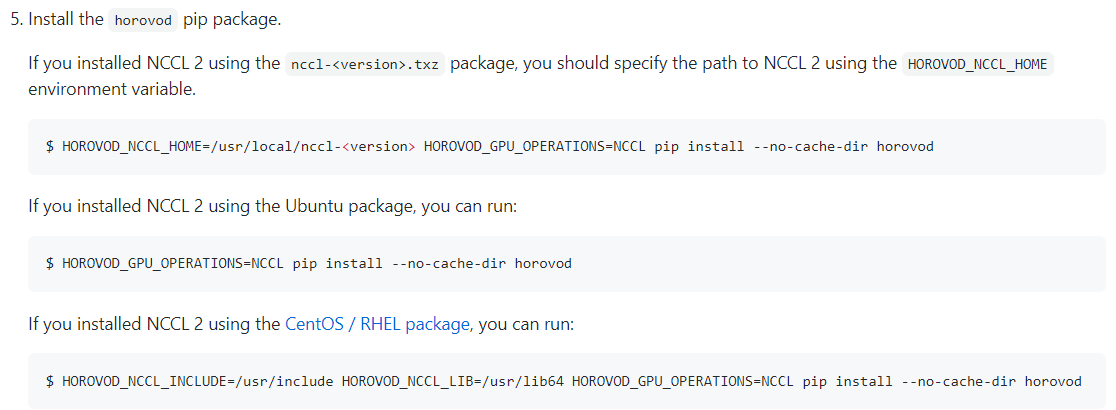 5. Install the horovod pip package.
If you installed NCCL 2 using the nccl-<version>.txz package, you should specify the path to NCCL 2 using the HOROVOD_NCCL_HOME
environment variable.
$ HOROVOD_NCCL_HOME=/usr/local/nccl-<version> HOROVOD_GPU_OPERATIONS=NCCL pip install --no-cache-dir horovod
If you installed NCCL 2 using the Ubuntu package, you can run:
$ HOROVOD_GPU_OPERATIONS=NCCL pip install --no-cache-dir horovod
If you installed NCCL 2 using the CentOS / RHEL package, you can run:
$ HOROVOD_NCCL_INCLUDE=/usr/include HOROVOD_NCCL_LIB=/usr/lib64 HOROVOD_GPU_OPERATIONS=NCCL pip install --no-cache-dir horovod